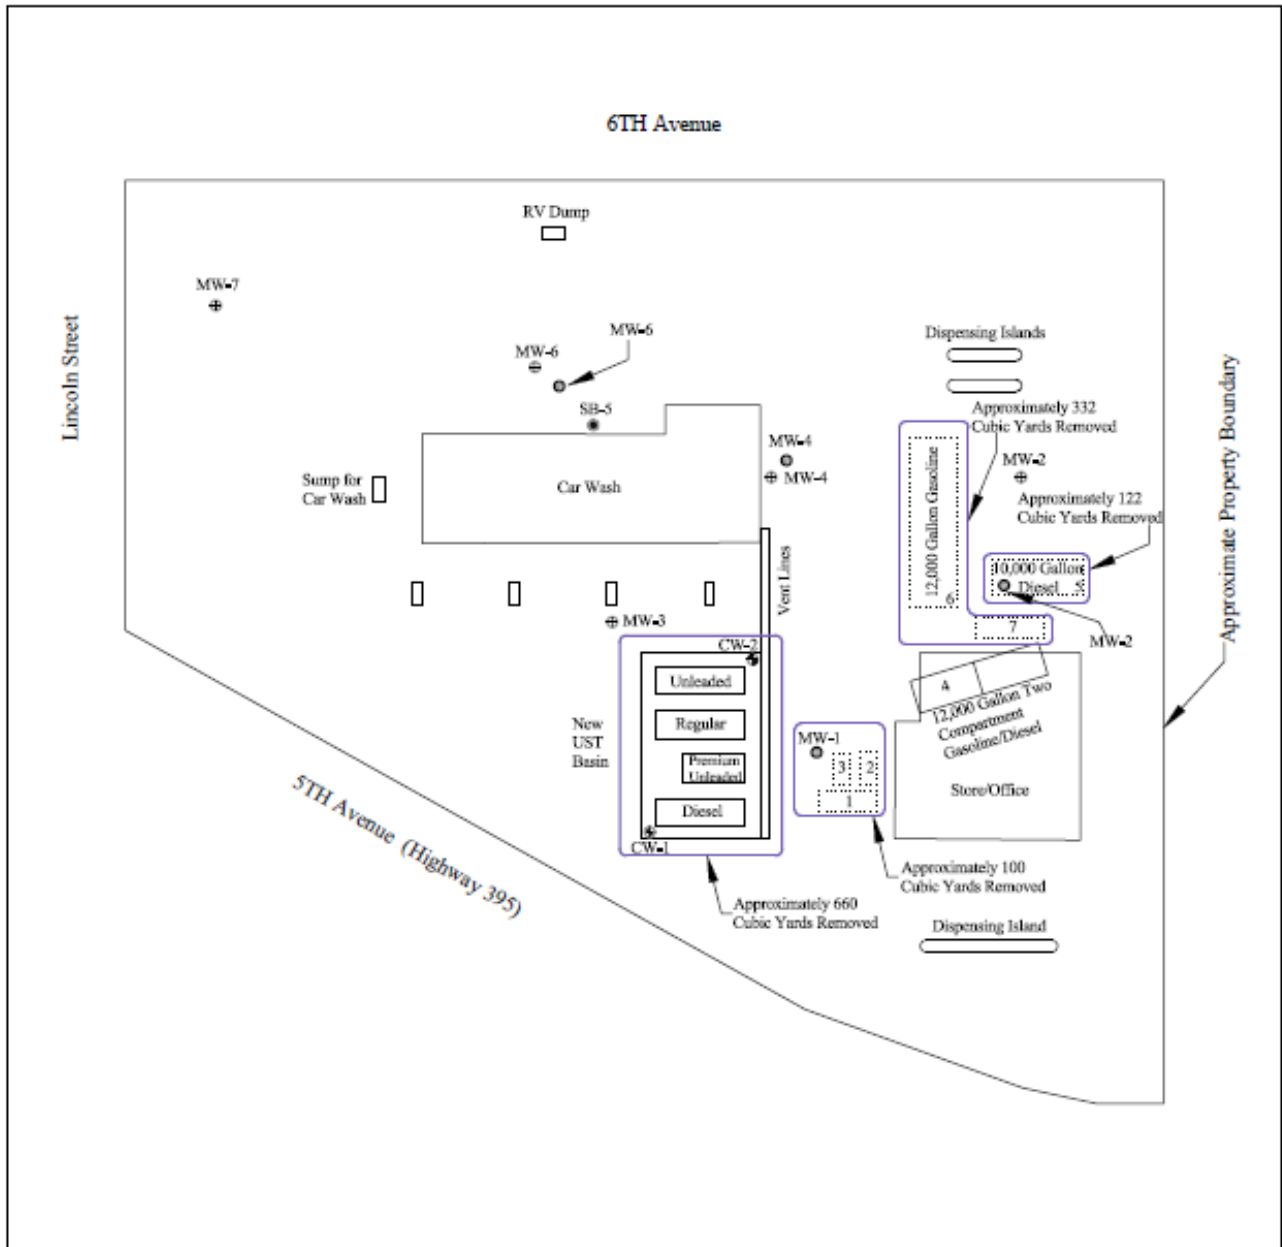 6TH Avenue
RV Dump
MW-7
Lincoln Street
MW-6
MW-6
SB-5
Dispensing Islands
Approximately 332
Cubic Yards Removed
MW-4
MW-4
MW-2
Sump for
Car Wash
Car Wash
12,000 Gallon Gasoline
6
Approximately 122
Cubic Yards Removed
Approximate Property Boundary
10,000 Gallon
Diesel 5
Vent Lines
MW-3
7
MW-2
CW-2
Unleaded
4
12,000 Gallon Two
Compartment
Gasoline/Diesel
New
UST
Basin
Regular
MW-1
Premium
Unleaded
3
2
1
Store/Office
Diesel
CW-1
5TH Avenue (Highway 395)
Approximately 100
Cubic Yards Removed
Approximately 660
Cubic Yards Removed
Dispensing Island